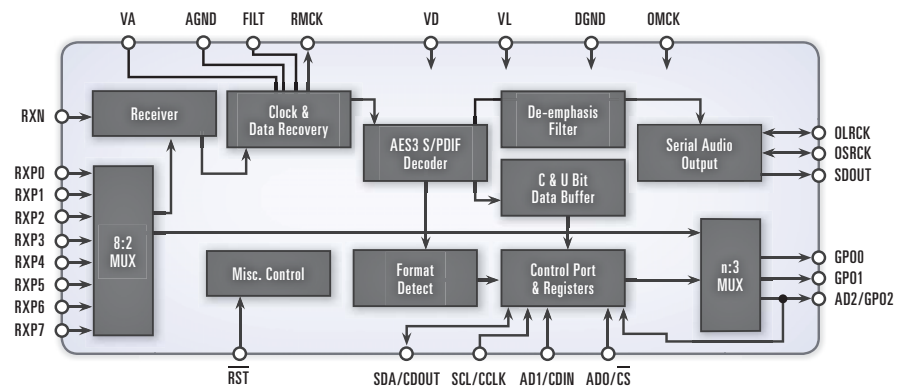 VA AGND FILT RMCK VD VL DGND OMCK
RXN
Receiver
Clock &
Data Recovery
AES3 S/PDIF
Decoder
De-emphasis
Filter
Serial Audio
Output
OLRCK
OSRCK
SDOUT
C & U Bit
Data Buffer
RXP0
RXP1
RXP2
RXP3
RXP4
RXP5
RXP6
RXP7
8:2
MUX
Misc. Control
Format
Detect
Control Port
& Registers
n:3
MUX
GPO0
GPO1
AD2/GPO2
RST SDA/CDOUT SCL/CCLK AD1/CDIN AD0/CS